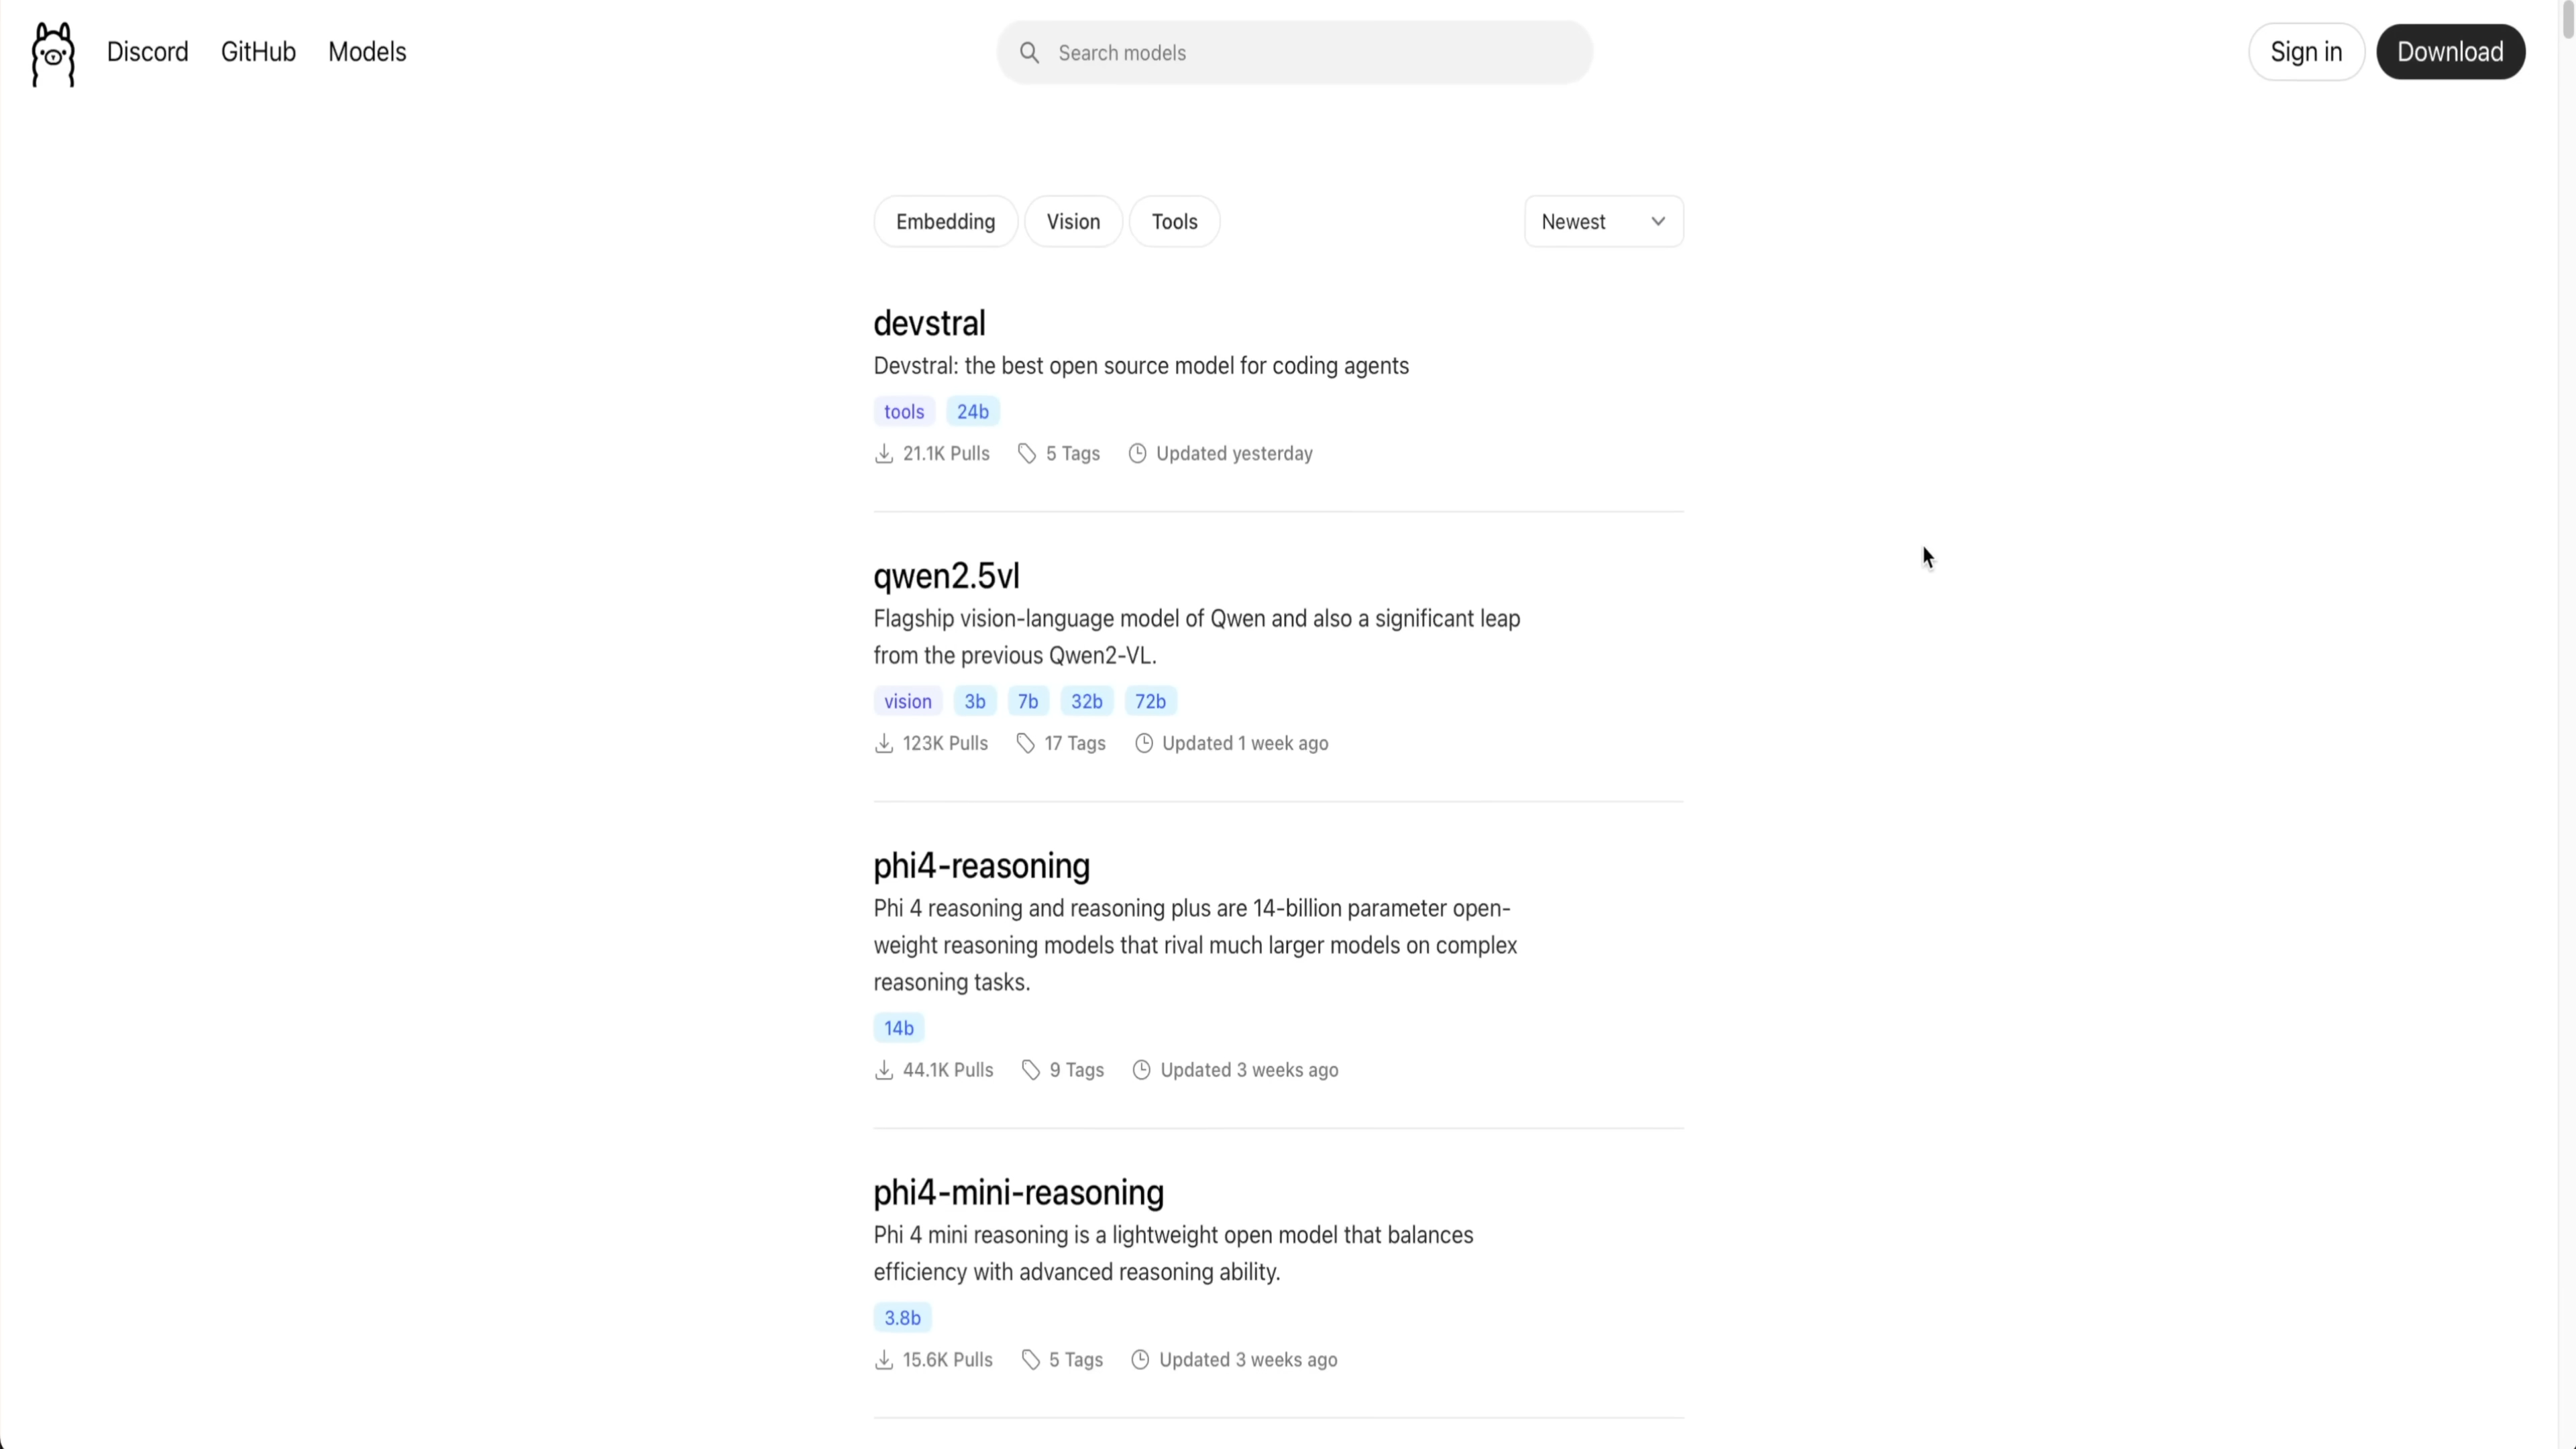 Discord GitHub Models
Search models
Sign in Download
Embedding Vision Tools
Newest
devstral
Devstral: the best open source model for coding agents
tools 24b
21.1K Pulls 5 Tags Updated yesterday
qwen2.5vl
Flagship vision-language model of Qwen and also a significant leap
from the previous Qwen2-VL.
vision 3b 7b 32b 72b
123K Pulls 17 Tags Updated 1 week ago
phi4-reasoning
Phi 4 reasoning and reasoning plus are 14-billion parameter open-
weight reasoning models that rival much larger models on complex
reasoning tasks.
14b
44.1K Pulls 9 Tags Updated 3 weeks ago
phi4-mini-reasoning
Phi 4 mini reasoning is a lightweight open model that balances
efficiency with advanced reasoning ability.
3.8b
15.6K Pulls 5 Tags Updated 3 weeks ago